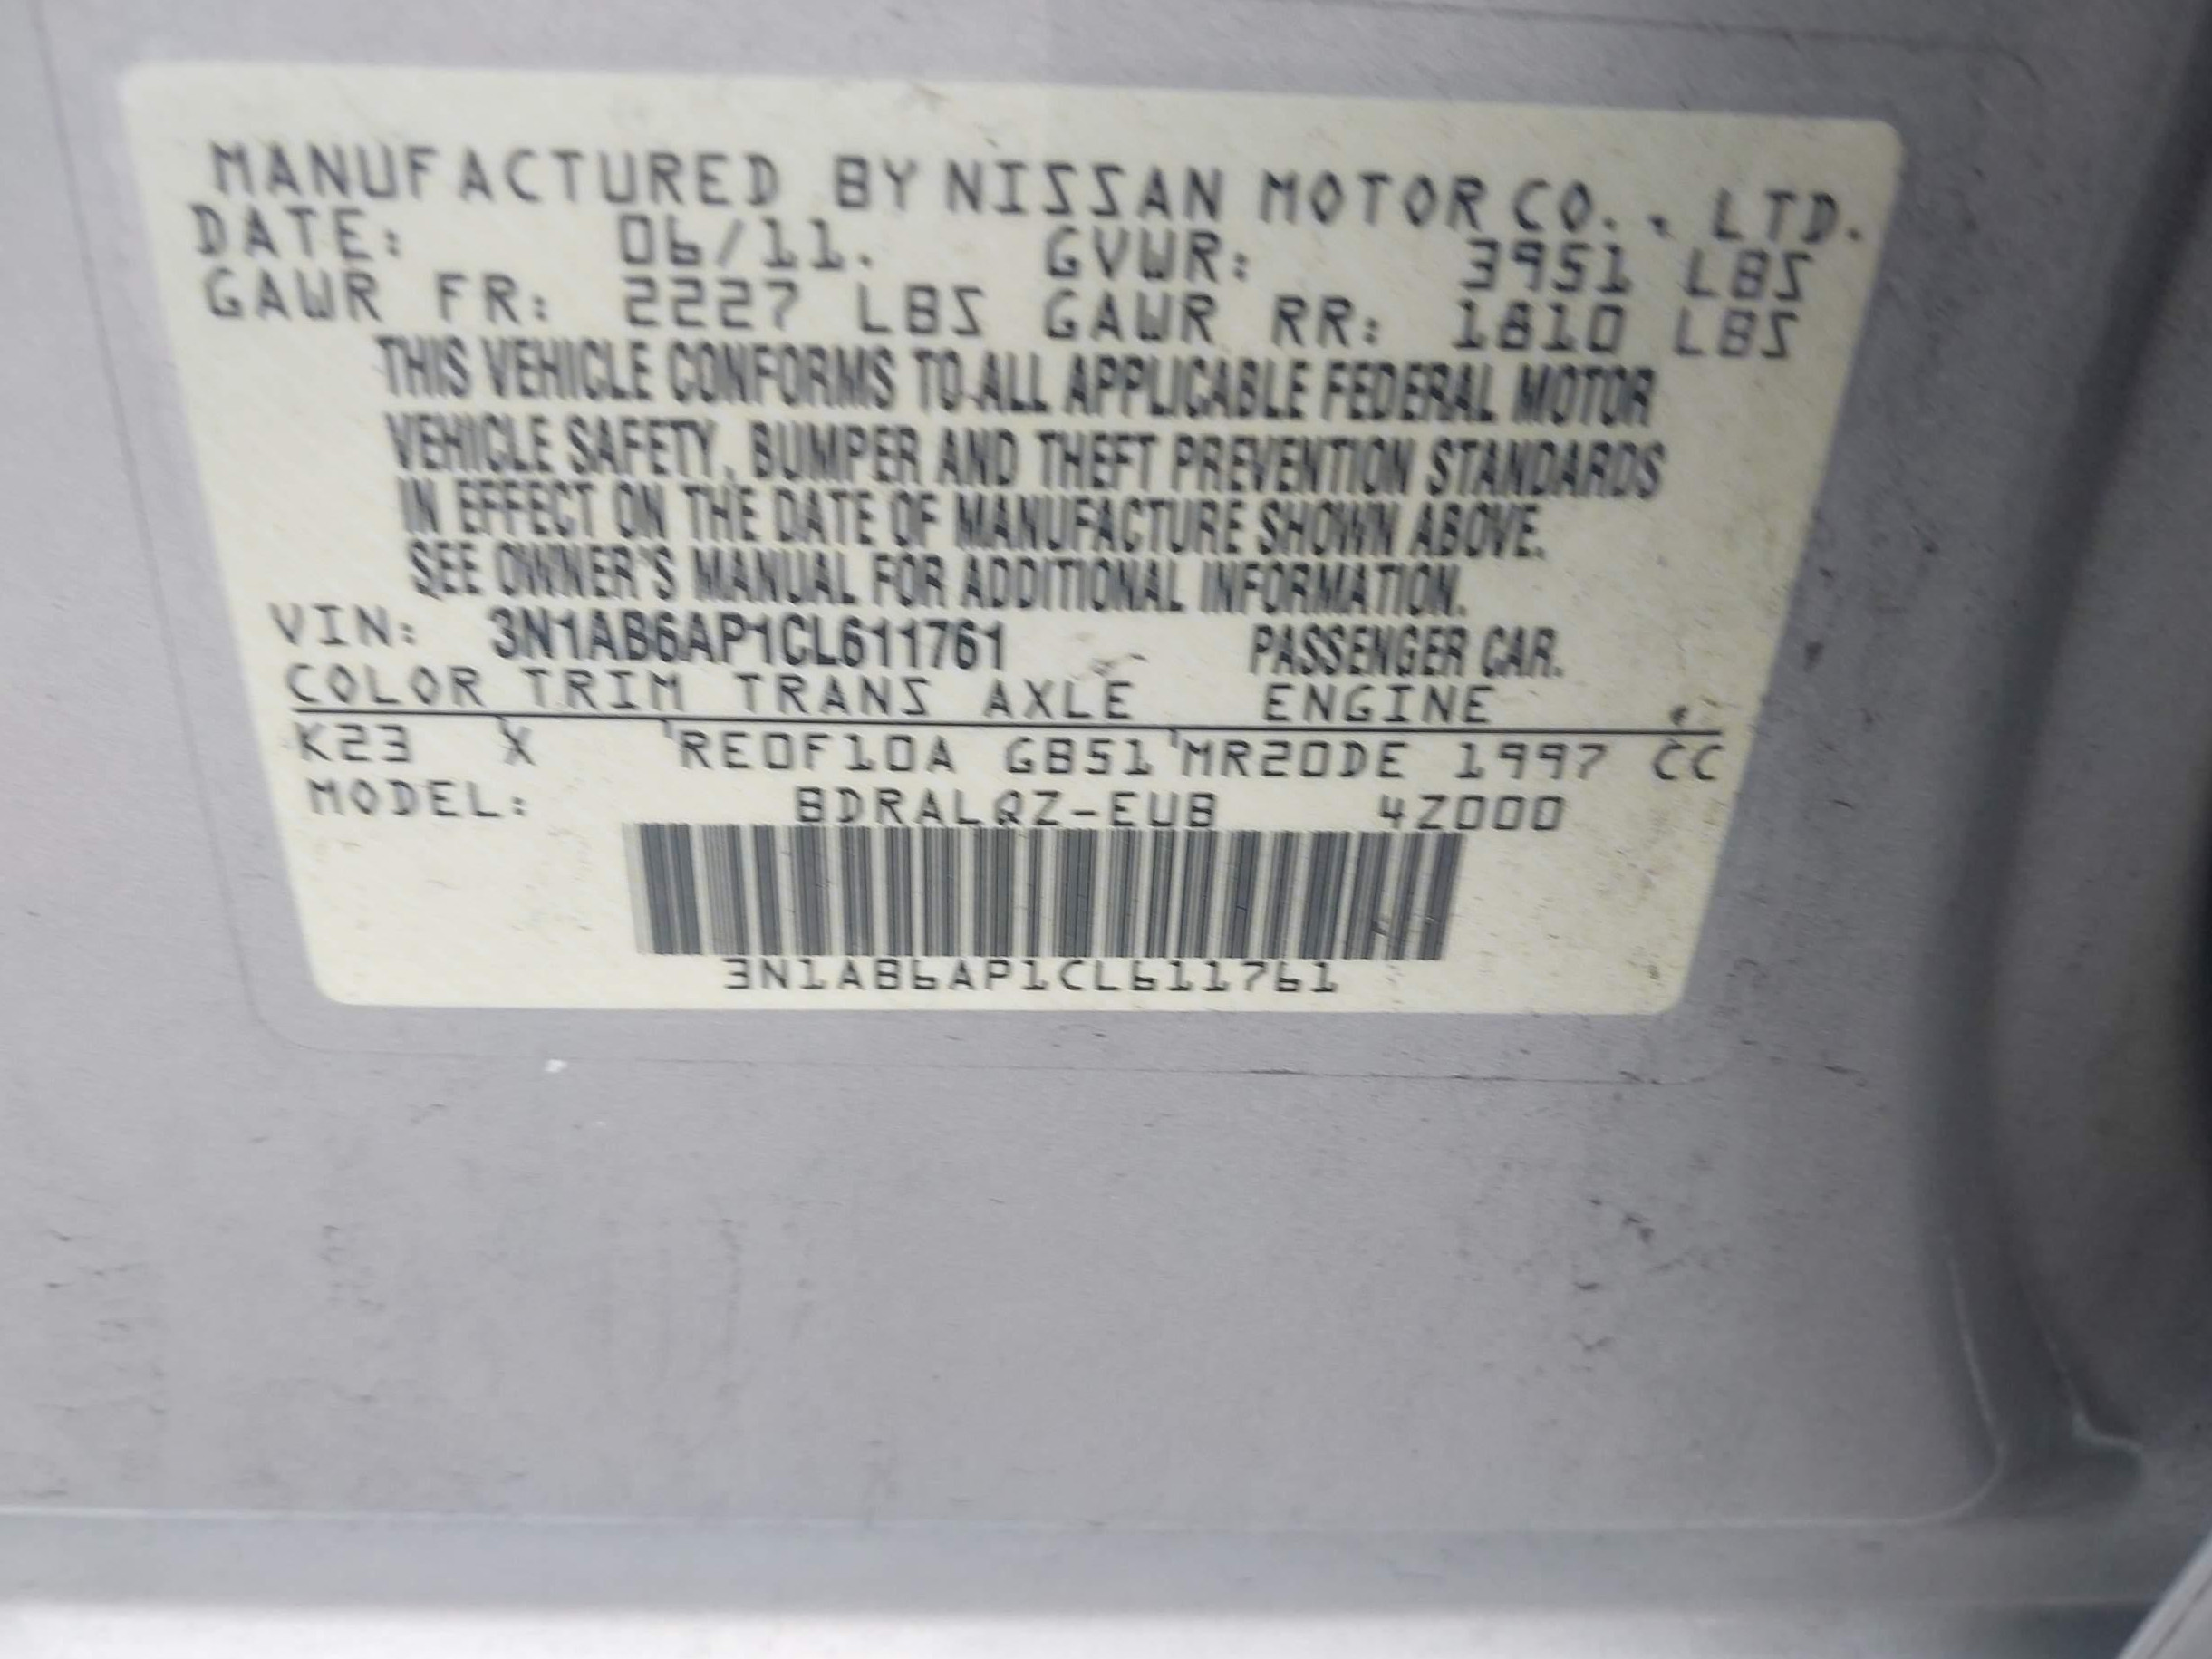 MANUFACTURED BY NISSAN MOTOR CO., LTD.
DATE: 06/11. GVWR: 3951 LBS
GAWR FR: 2227 LBS GAWR RR: 1810 LBS
THIS VEHICLE CONFORMS TO ALL APPLICABLE FEDERAL MOTOR
VEHICLE SAFETY, BUMPER AND THEFT PREVENTION STANDARDS
IN EFFECT ON THE DATE OF MANUFACTURE SHOWN ABOVE.
SEE OWNER'S MANUAL FOR ADDITIONAL INFORMATION.
VIN: 3N1AB6AP1CL611761 PASSENGER CAR.
COLOR TRIM TRANS AXLE ENGINE
K23 X RE0F10A GB51 MR20DE 1997 CC
MODEL: BDRALQZ-EUB 4Z000
3N1AB6AP1CL611761